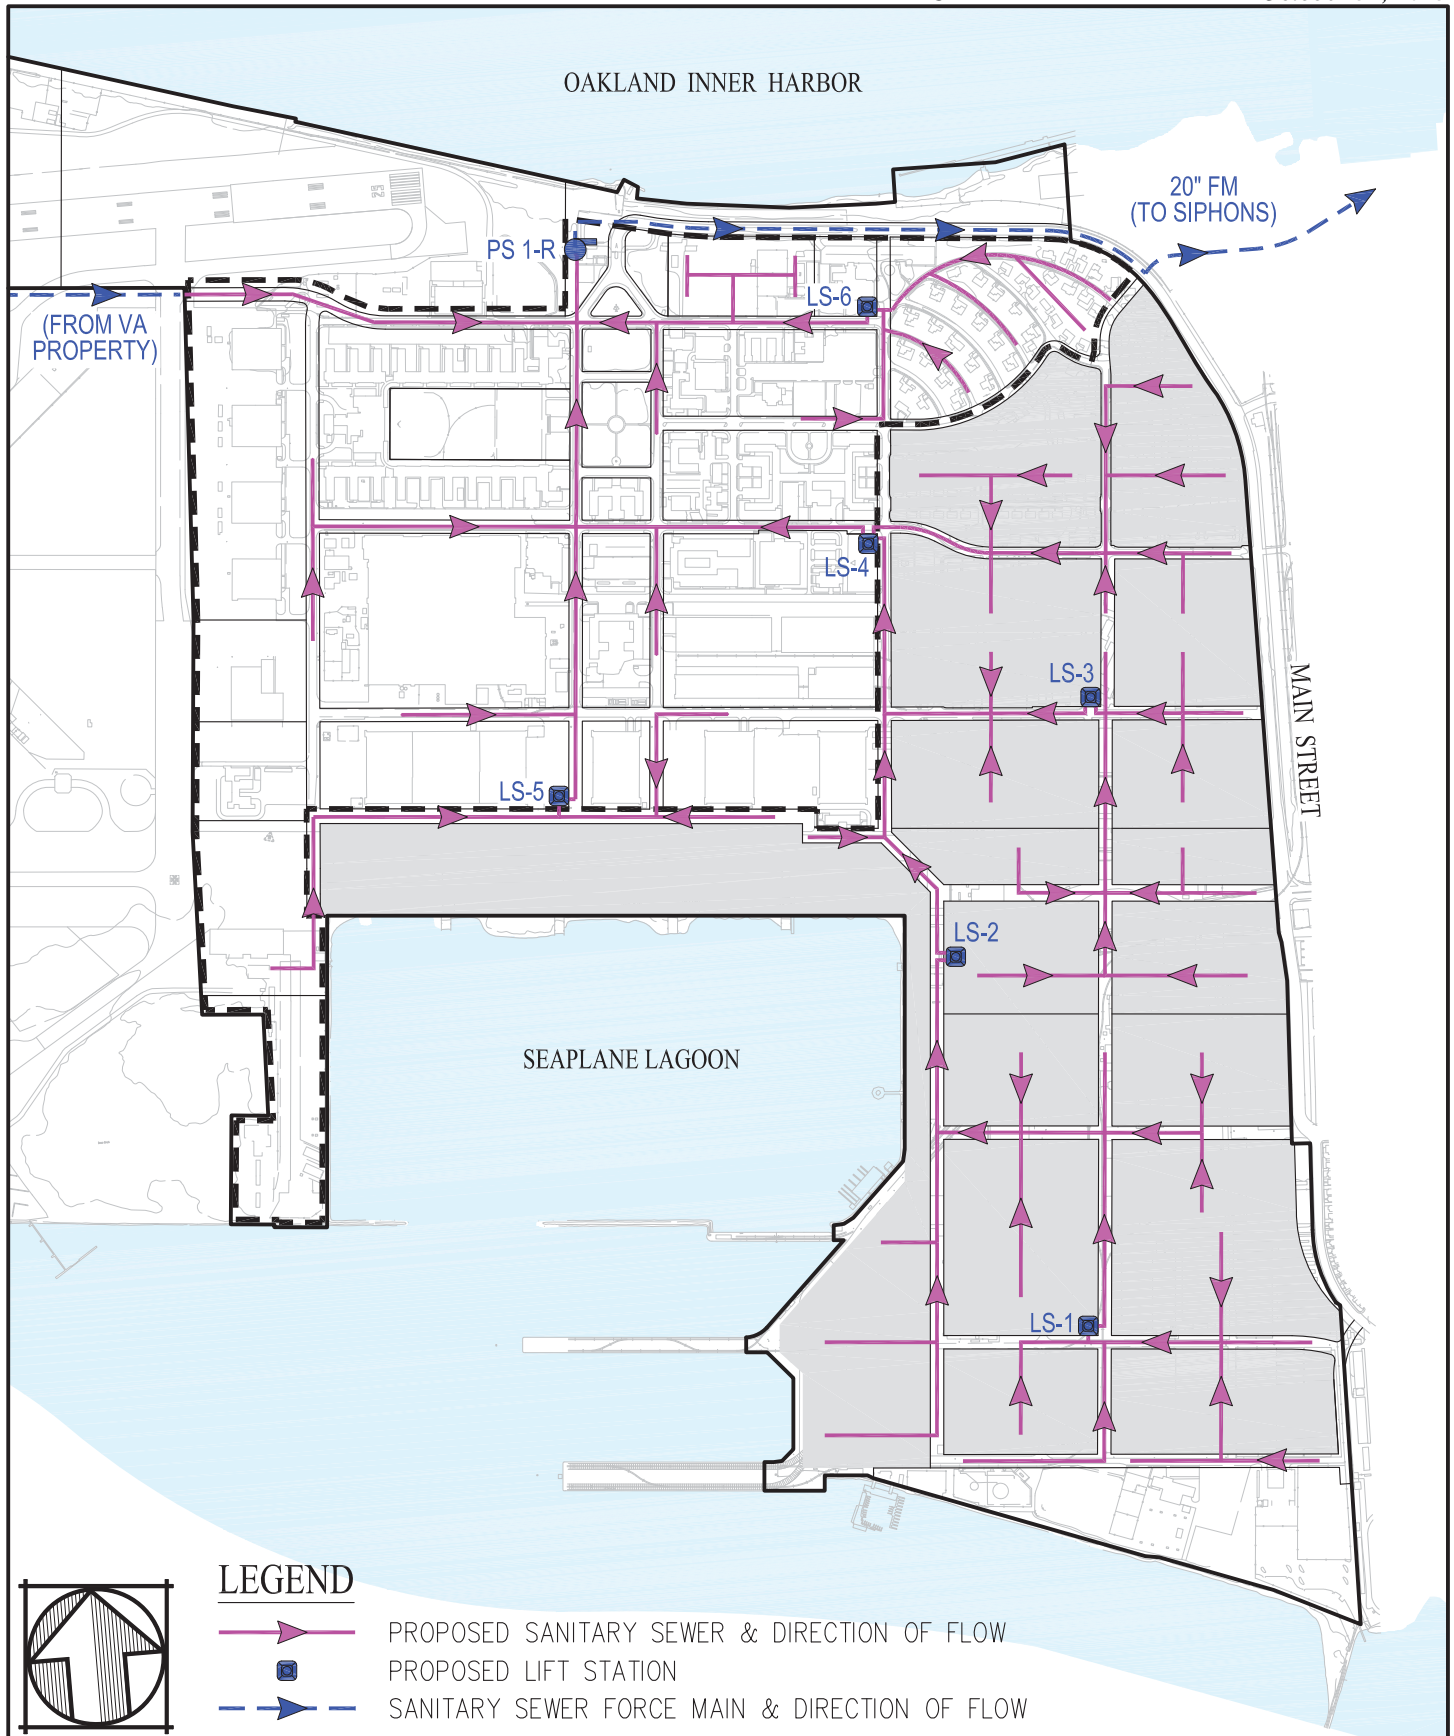 OAKLAND INNER HARBOR
20" FM
(TO SIPHONS)
PS 1-R
LS-6
(FROM VA
PROPERTY)
LS-4
LS-3
MAIN STREET
LS-5
LS-2
SEAPLANE LAGOON
LS-1
LEGEND
PROPOSED SANITARY SEWER & DIRECTION OF FLOW
PROPOSED LIFT STATION
SANITARY SEWER FORCE MAIN & DIRECTION OF FLOW